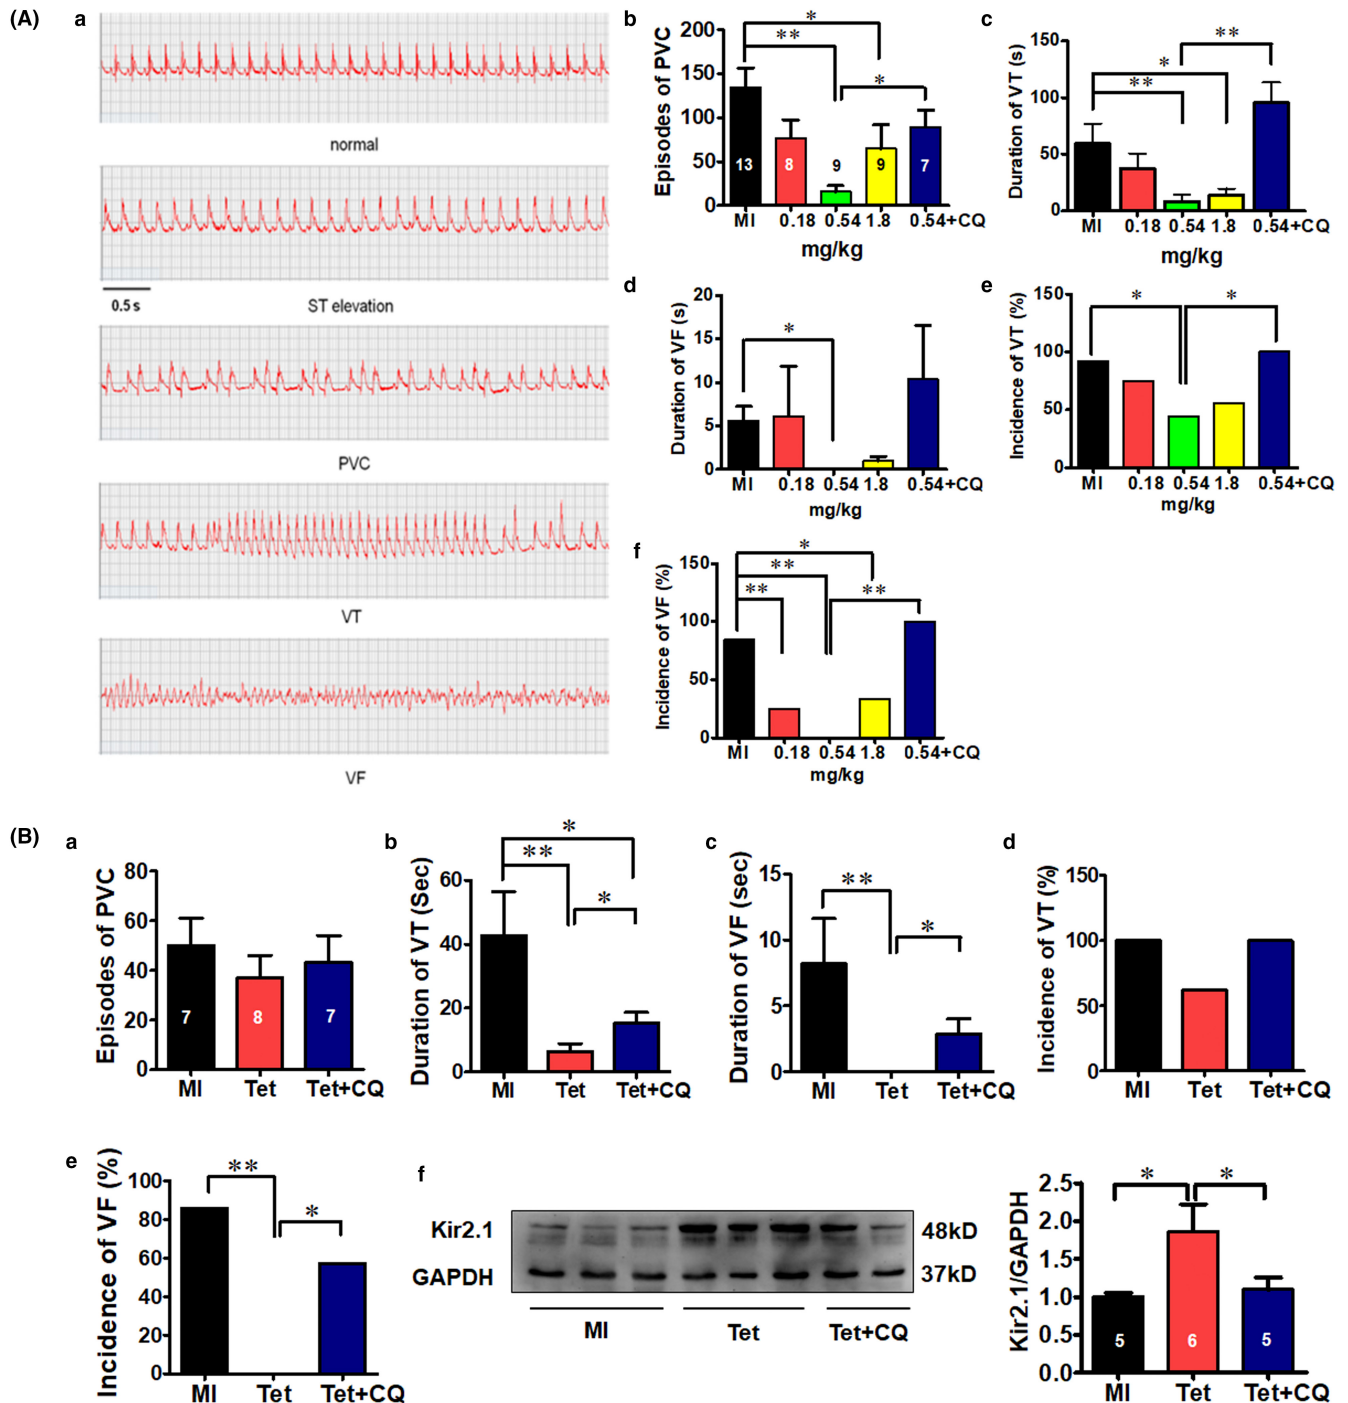 (A)
a
normal
ST elevation
0.5 s
PVC
VT
VF
b
Episodes of PVC
200
150
100
50
0
*
**
*
13
8
9
9
7
MI 0.18 0.54 1.8 0.54+CQ
mg/kg
c
Duration of VT (s)
150
100
50
0
**
*
**
MI 0.18 0.54 1.8 0.54+CQ
mg/kg
d
Duration of VF (s)
20
15
10
5
0
*
MI 0.18 0.54 1.8 0.54+CQ
mg/kg
e
Incidence of VT (%)
150
100
50
0
*
*
MI 0.18 0.54 1.8 0.54+CQ
mg/kg
f
Incidence of VF (%)
150
100
50
0
*
**
**
**
MI 0.18 0.54 1.8 0.54+CQ
mg/kg
(B)
a
Episodes of PVC
80
60
40
20
0
7
8
7
MI Tet Tet+CQ
b
Duration of VT (Sec)
60
40
20
0
*
**
*
MI Tet Tet+CQ
c
Duration of VF (sec)
15
10
5
0
**
*
MI Tet Tet+CQ
d
Incidence of VT (%)
150
100
50
0
MI Tet Tet+CQ
e
Incidence of VF (%)
100
80
60
40
20
0
**
*
MI Tet Tet+CQ
f
Kir2.1
48kD
GAPDH
37kD
MI
Tet
Tet+CQ
Kir2.1/GAPDH
2.5
2.0
1.5
1.0
0.5
0.0
*
*
5
6
5
MI Tet Tet+CQ